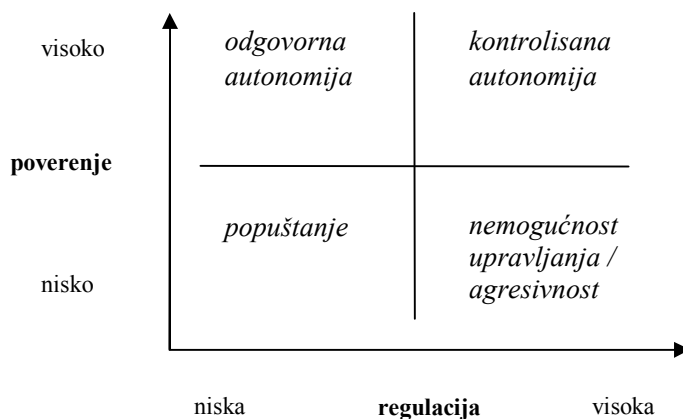 visoko
odgovorna
autonomija
kontrolisana
autonomija
poverenje
popuštanje
nemogućnost
upravljanja /
agresivnost
nisko
niska
regulacija
visoka